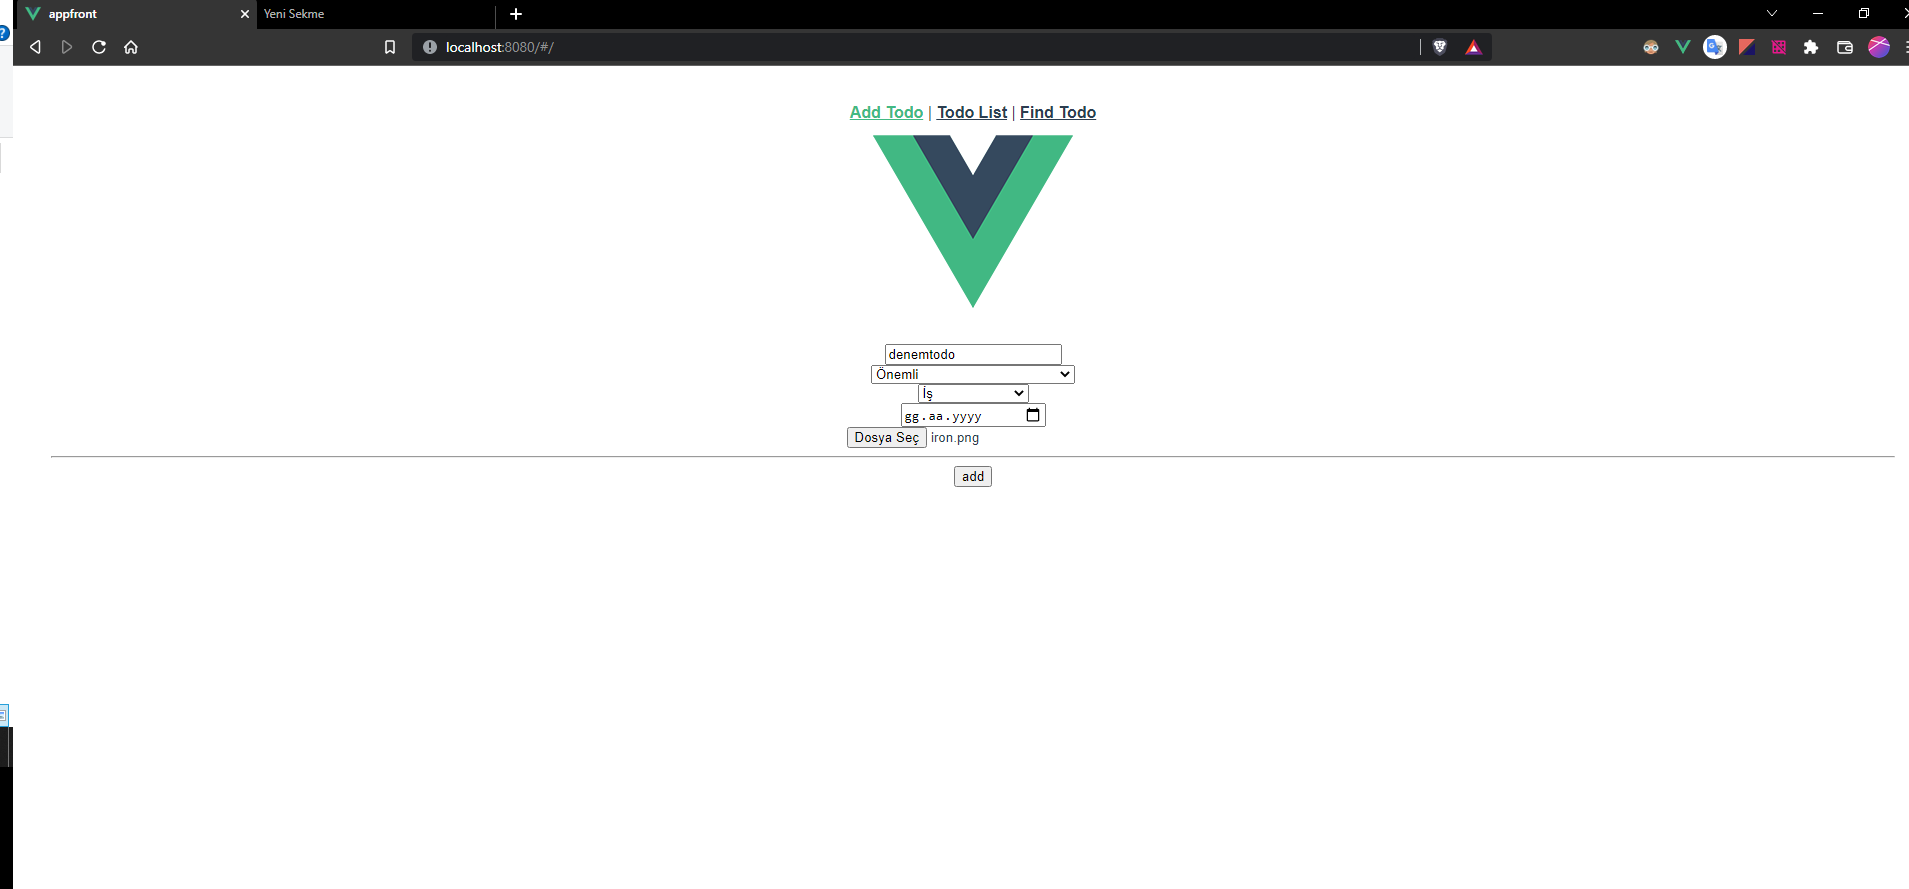 appfront
Yeni Sekme
localhost:8080/#/
Add Todo | Todo List | Find Todo
denemtodo
Önemli
İş
gg.aa.yyyy
Dosya Seç iron.png
add